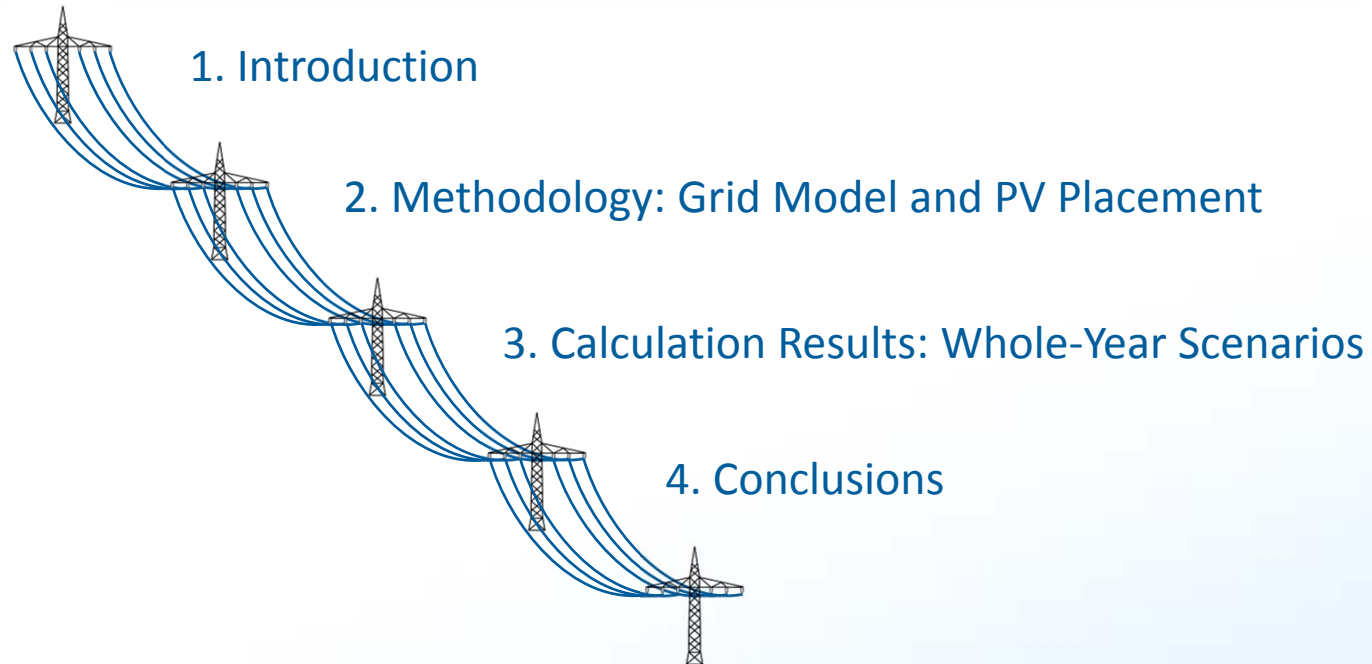 1. Introduction
2. Methodology: Grid Model and PV Placement
3. Calculation Results: Whole-Year Scenarios
4. Conclusions